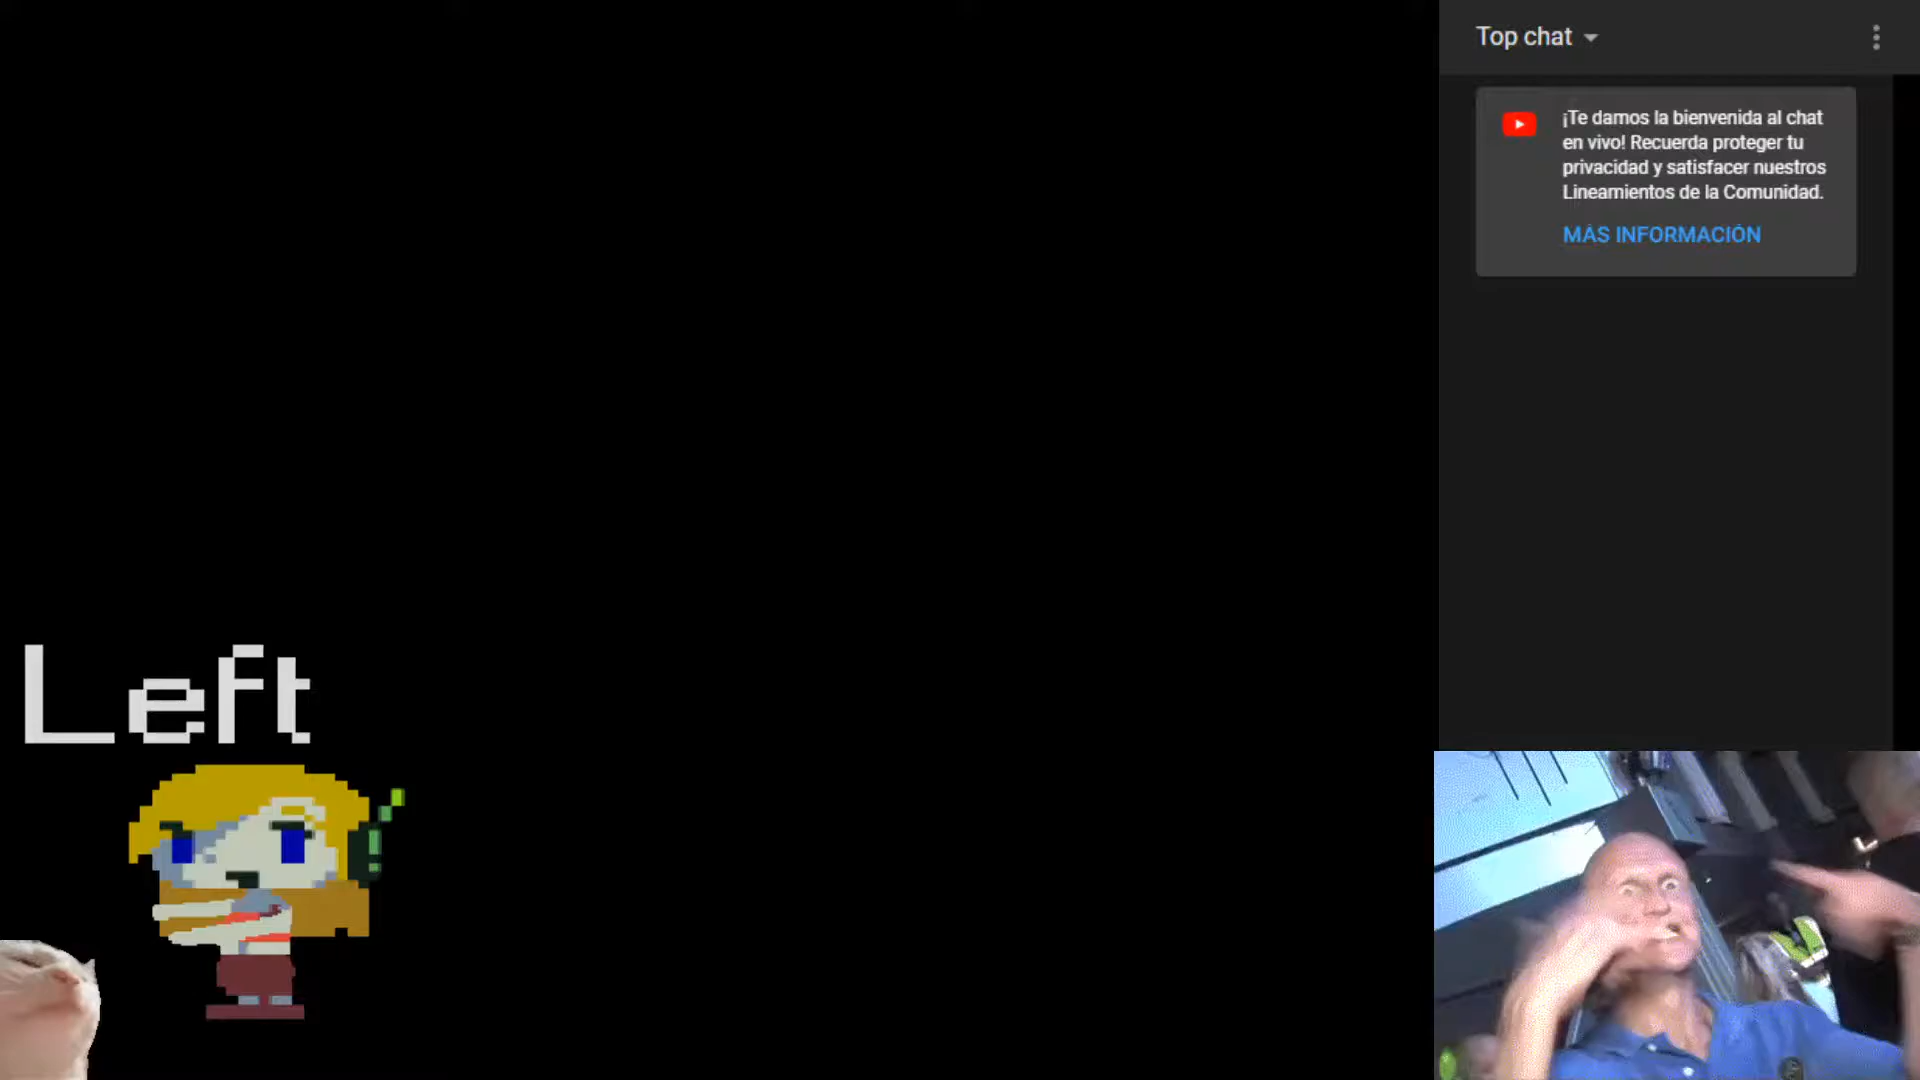 Top chat
¡Te damos la bienvenida al chat
en vivo! Recuerda proteger tu
privacidad y satisfacer nuestros
Lineamientos de la Comunidad.
MÁS INFORMACIÓN
Left